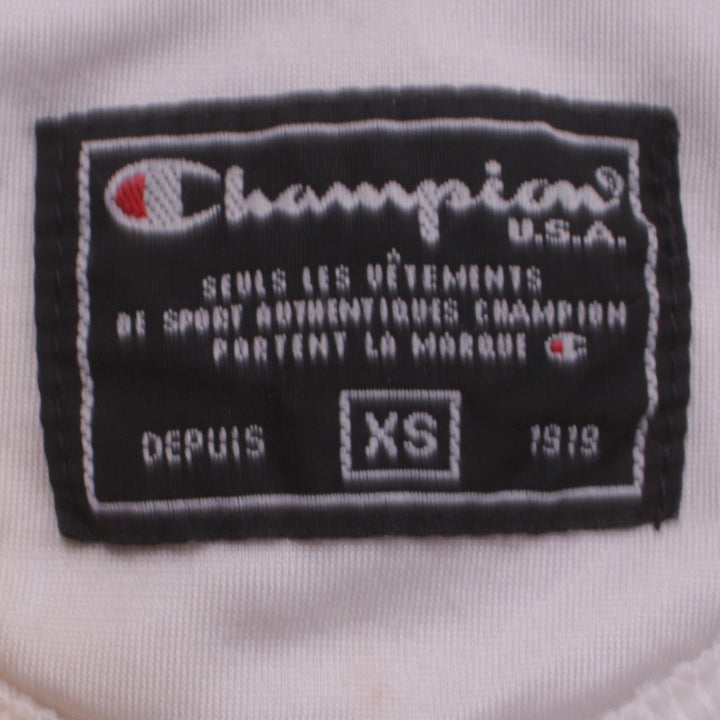 Champion®
U.S.A.
SEULS LES VÊTEMENTS
DE SPORT AUTHENTIQUES CHAMPION
PORTENT LA MARQUE C
DEPUIS XS 1919